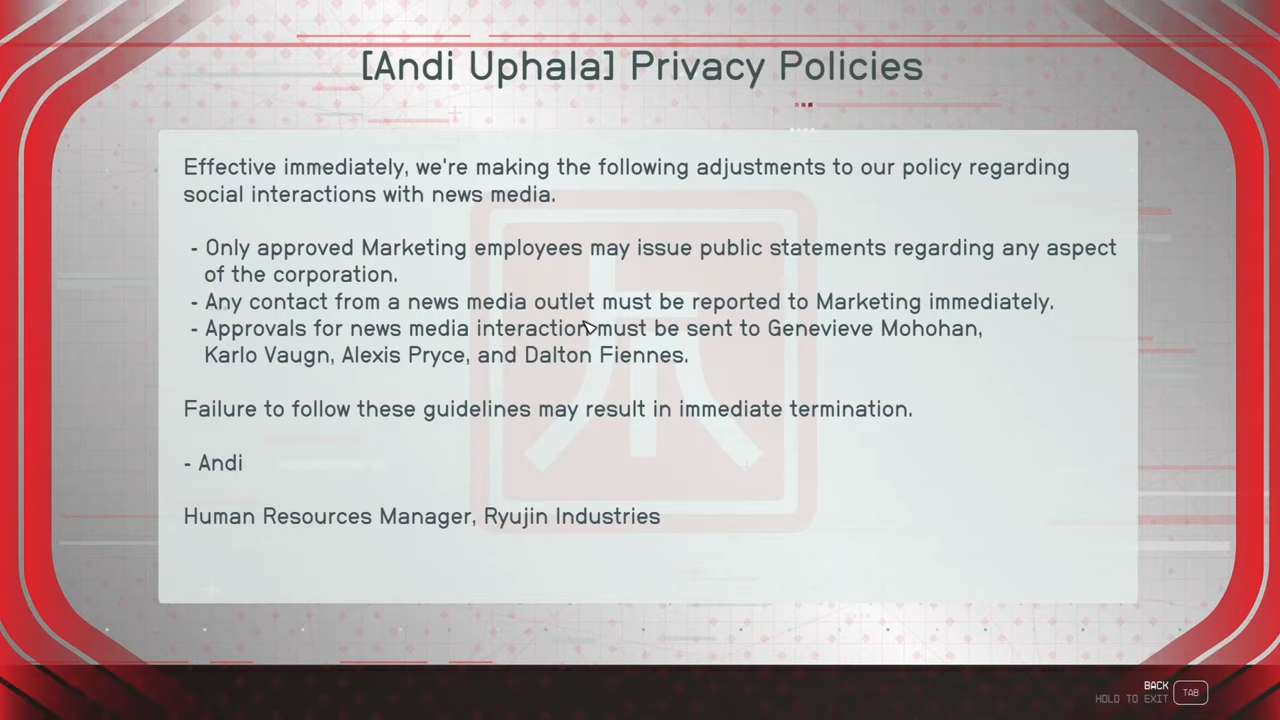 [Andi Uphala] Privacy Policies
Effective immediately, we're making the following adjustments to our policy regarding
social interactions with news media.
- Only approved Marketing employees may issue public statements regarding any aspect
of the corporation.
- Any contact from a news media outlet must be reported to Marketing immediately.
- Approvals for news media interaction must be sent to Genevieve Mohohan,
Karlo Vaugn, Alexis Pryce, and Dalton Fiennes.
Failure to follow these guidelines may result in immediate termination.
- Andi
Human Resources Manager, Ryujin Industries
BACK
HOLD TO EXIT TAB